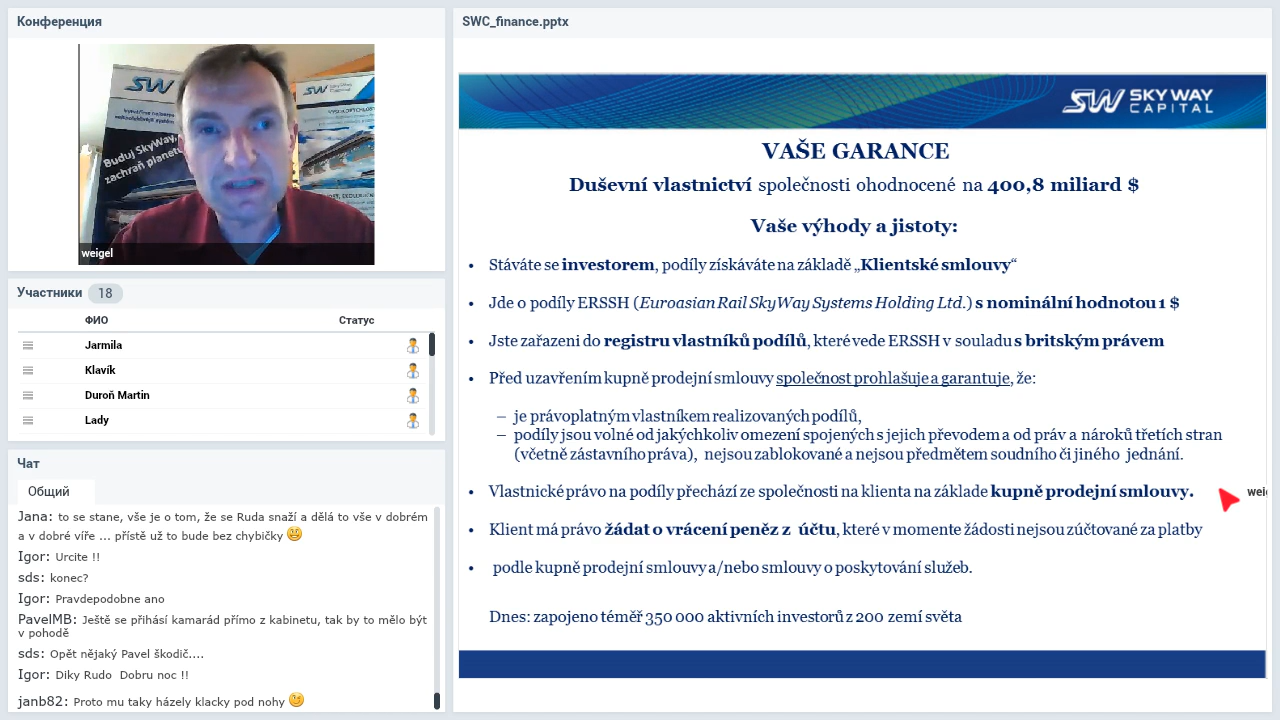 Конференция
SW
SW
Buduj SkyWay,
zachraň planetu
weigel
Участники 18
ФИО Статус
Jarmila
Klavík
Duroň Martin
Lady
Чат
Общий
Jana: to se stane, vše je o tom, že se Ruda snaží a dělá to vše v dobrém
a v dobré víře ... přístě už to bude bez chybičky
Igor: Urcite !!
sds: konec?
Igor: Pravdepodobne ano
PavelMB: Ještě se přihásí kamarád přímo z kabinetu, tak by to mělo být
v pohodě
sds: Opět nějaký Pavel škodič....
Igor: Diky Rudo Dobru noc !!
janb82: Proto mu taky házely klacky pod nohy
SWC_finance.pptx
SW SKY WAY
CAPITAL
VAŠE GARANCE
Duševní vlastnictví společnosti ohodnocené na 400,8 miliard $
Vaše výhody a jistoty:
• Stáváte se investorem, podíly získáváte na základě „Klientské smlouvy“
• Jde o podíly ERSSH (Euroasian Rail SkyWay Systems Holding Ltd.) s nominální hodnotou 1 $
• Jste zařazeni do registru vlastníků podílů, které vede ERSSH v souladu s britským právem
• Před uzavřením kupně prodejní smlouvy společnost prohlašuje a garantuje, že:
– je právoplatným vlastníkem realizovaných podílů,
– podíly jsou volné od jakýchkoliv omezení spojených s jejich převodem a od práv a nároků třetích stran
(včetně zástavního práva), nejsou zablokované a nejsou předmětem soudního či jiného jednání.
• Vlastnické právo na podíly přechází ze společnosti na klienta na základe kupně prodejní smlouvy.
• Klient má právo žádat o vrácení peněz z účtu, které v momente žádosti nejsou zúčtované za platby
• podle kupně prodejní smlouvy a/nebo smlouvy o poskytování služeb.
Dnes: zapojeno téměř 350 000 aktivních investorů z 200 zemí světa